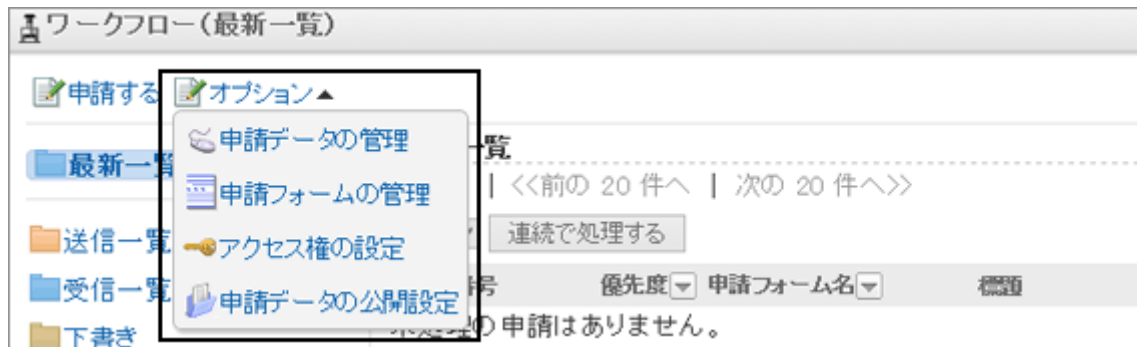 ワークフロー(最新一覧)
申請する オプション▲
申請データの管理
最新一覧
一覧
申請フォームの管理
| <<前の 20 件へ | 次の 20 件へ>>
送信一覧
アクセス権の設定
連続で処理する
受信一覧
申請データの公開設定
号 優先度 申請フォーム名 標題
下書き
未処理の申請はありません。